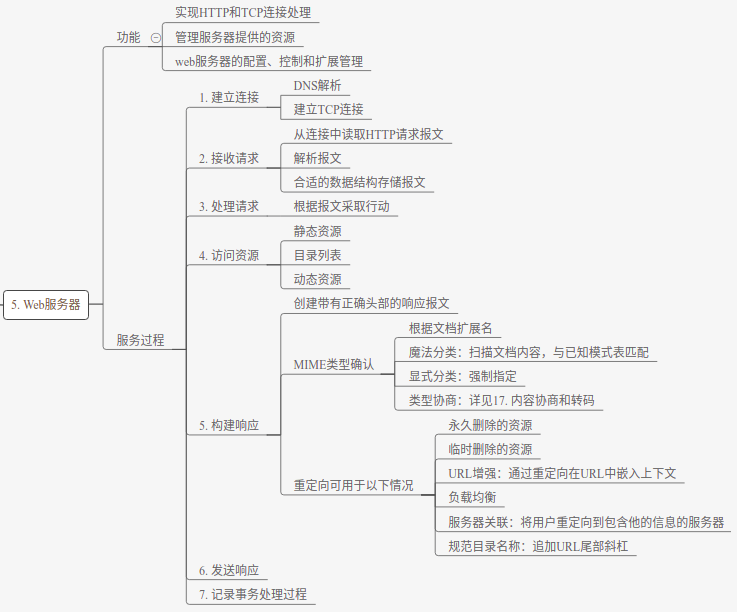 5. Web服务器
功能
实现HTTP和TCP连接处理
管理服务器提供的资源
web服务器的配置、控制和扩展管理
服务过程
1. 建立连接
DNS解析
建立TCP连接
2. 接收请求
从连接中读取HTTP请求报文
解析报文
合适的数据结构存储报文
3. 处理请求
根据报文采取行动
4. 访问资源
静态资源
目录列表
动态资源
5. 构建响应
创建带有正确头部的响应报文
MIME类型确认
根据文档扩展名
魔法分类：扫描文档内容，与已知模式表匹配
显式分类：强制指定
类型协商：详见17. 内容协商和转码
重定向可用于以下情况
永久删除的资源
临时删除的资源
URL增强：通过重定向在URL中嵌入上下文
负载均衡
服务器关联：将用户重定向到包含他的信息的服务器
规范目录名称：追加URL尾部斜杠
6. 发送响应
7. 记录事务处理过程